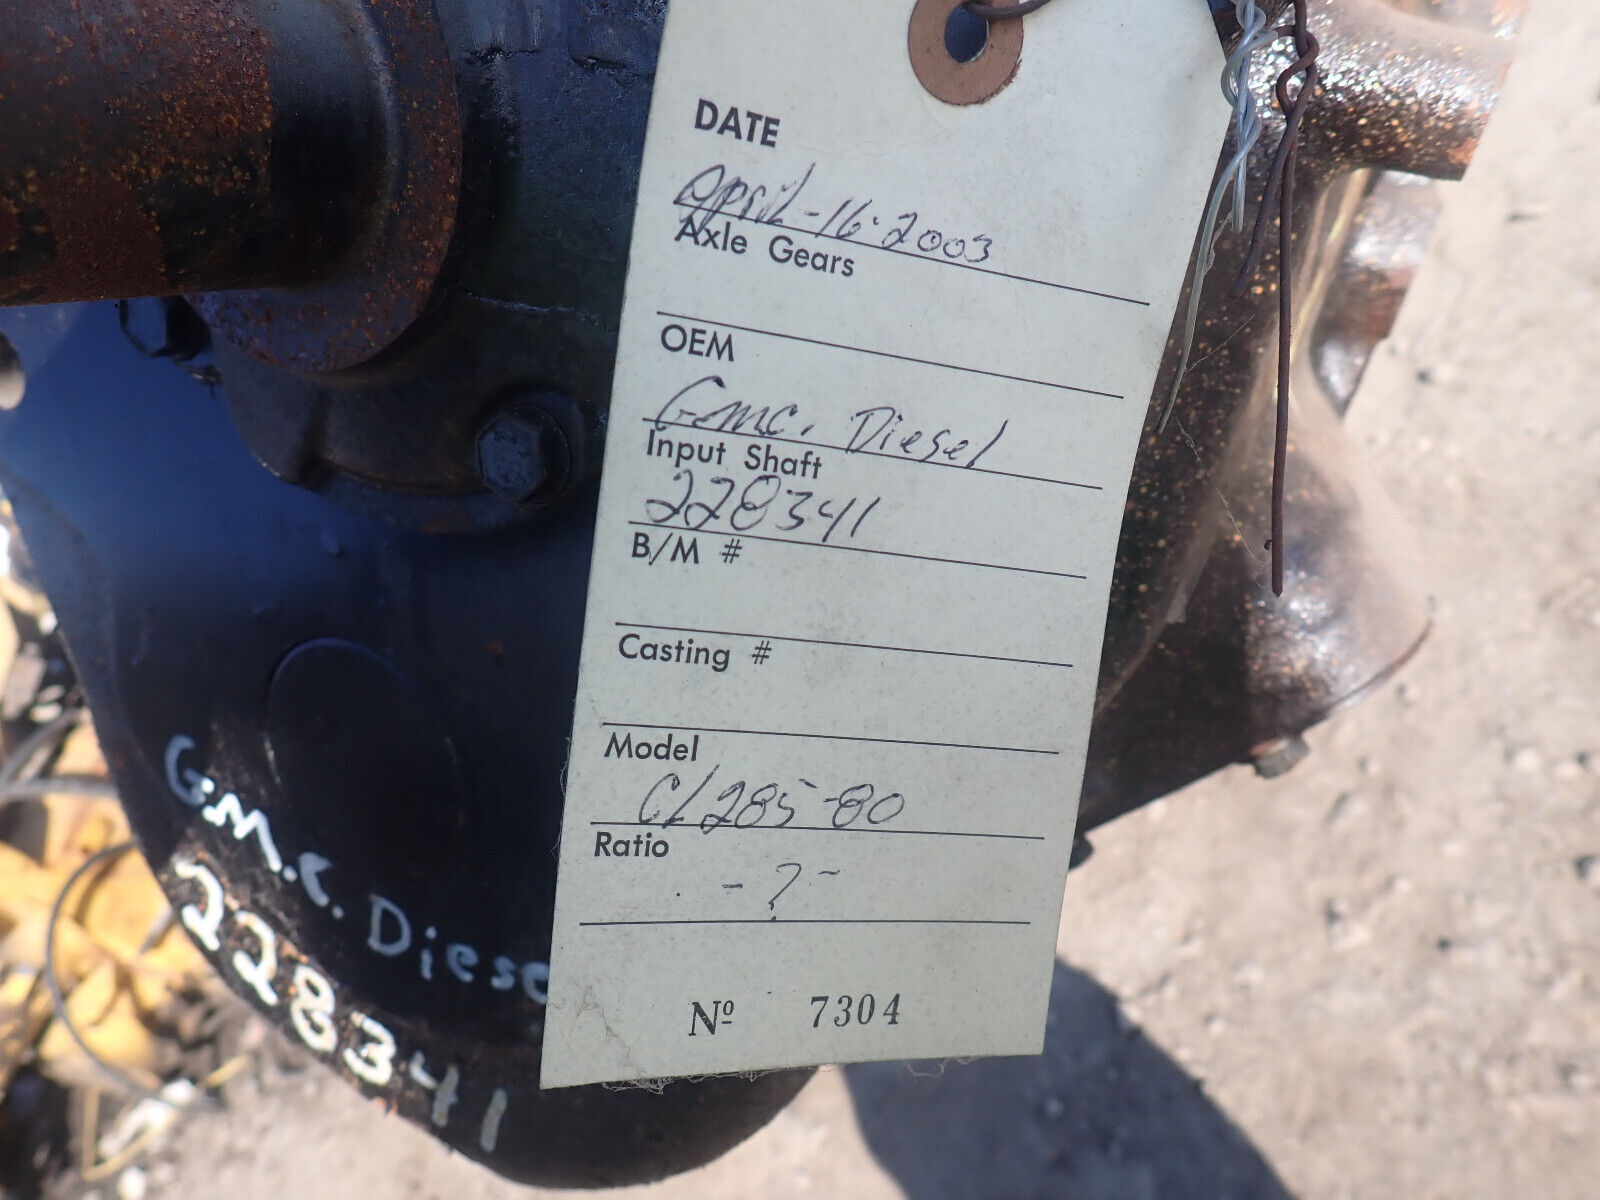 DATE
April-16-2003
Axle Gears
OEM
Gmc. Diesel
Input Shaft
228341
B/M #
Casting #
Model
CL285-80
Ratio
- ? -
Nº 7304
G.M.C. Diese
228341